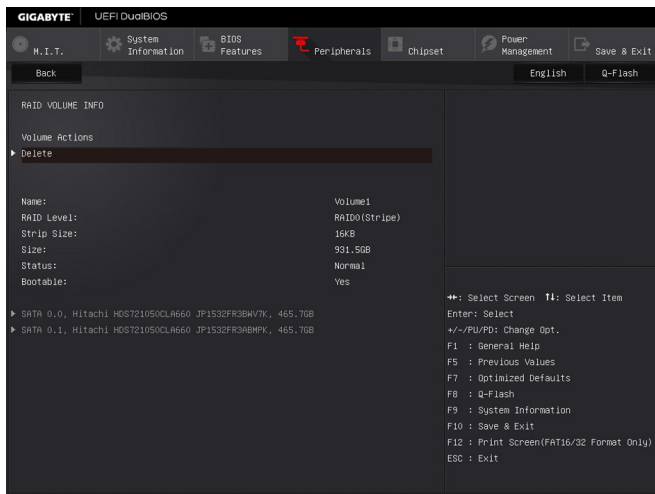 GIGABYTE™ UEFI DualBIOS
M.I.T. System Information BIOS Features Peripherals Chipset Power Management Save & Exit
Back English Q-Flash
RAID VOLUME INFO
Volume Actions
Delete
Name: Volume1
RAID Level: RAID0(Stripe)
Strip Size: 16KB
Size: 931.5GB
Status: Normal
Bootable: Yes
SATA 0.0, Hitachi HDS721050CLA660 JP1532FR3BWV7K, 465.7GB
SATA 0.1, Hitachi HDS721050CLA660 JP1532FR3ABMPK, 465.7GB
→←: Select Screen ↑↓: Select Item
Enter: Select
+/-/PU/PD: Change Opt.
F1 : General Help
F5 : Previous Values
F7 : Optimized Defaults
F8 : Q-Flash
F9 : System Information
F10 : Save & Exit
F12 : Print Screen(FAT16/32 Format Only)
ESC : Exit